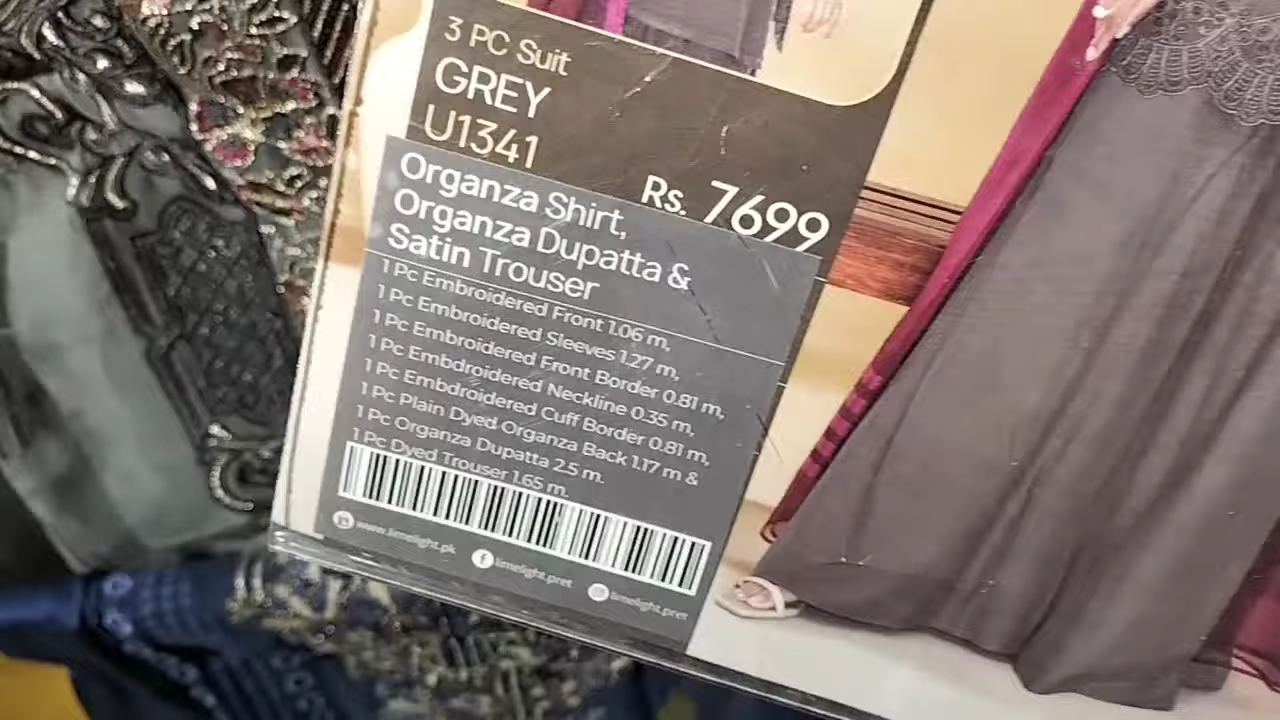 3 PC Suit
GREY
U1341
Rs. 7699
Organza Shirt,
Organza Dupatta &
Satin Trouser
1 Pc Embroidered Front 1.06 m,
1 Pc Embroidered Sleeves 1.27 m,
1 Pc Embroidered Front Border 0.81 m,
1 Pc Embdroidered Neckline 0.35 m,
1 Pc Embdroidered Cuff Border 0.81 m,
1 Pc Plain Dyed Organza Back 1.17 m &
1 Pc Organza Dupatta 2.5 m.
1 Pc Dyed Trouser 1.65 m.
www.limelight.pk
limelight.pret
limelight.pret